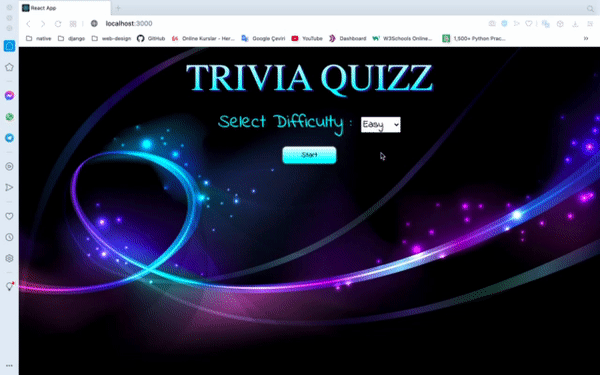 React App
localhost:3000
native
django
web-design
GitHub
Online Kurslar - Her...
Google Çeviri
YouTube
Dashboard
W3Schools Online...
1,500+ Python Prac...
TRIVIA QUIZZ
Select Difficulty :
Easy
Start